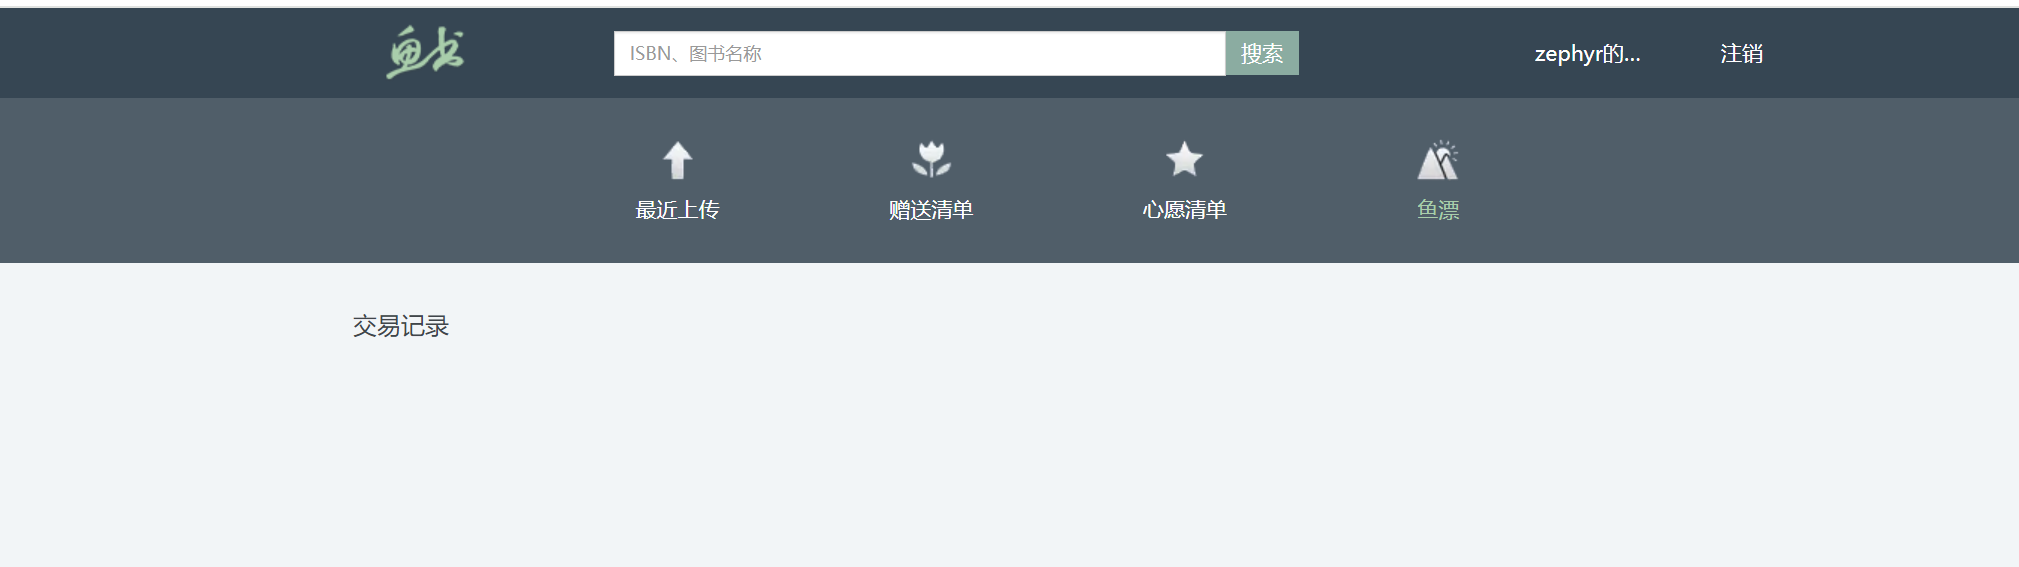 鱼书
ISBN、图书名称
搜索
zephyr的...
注销
最近上传
赠送清单
心愿清单
鱼漂
交易记录